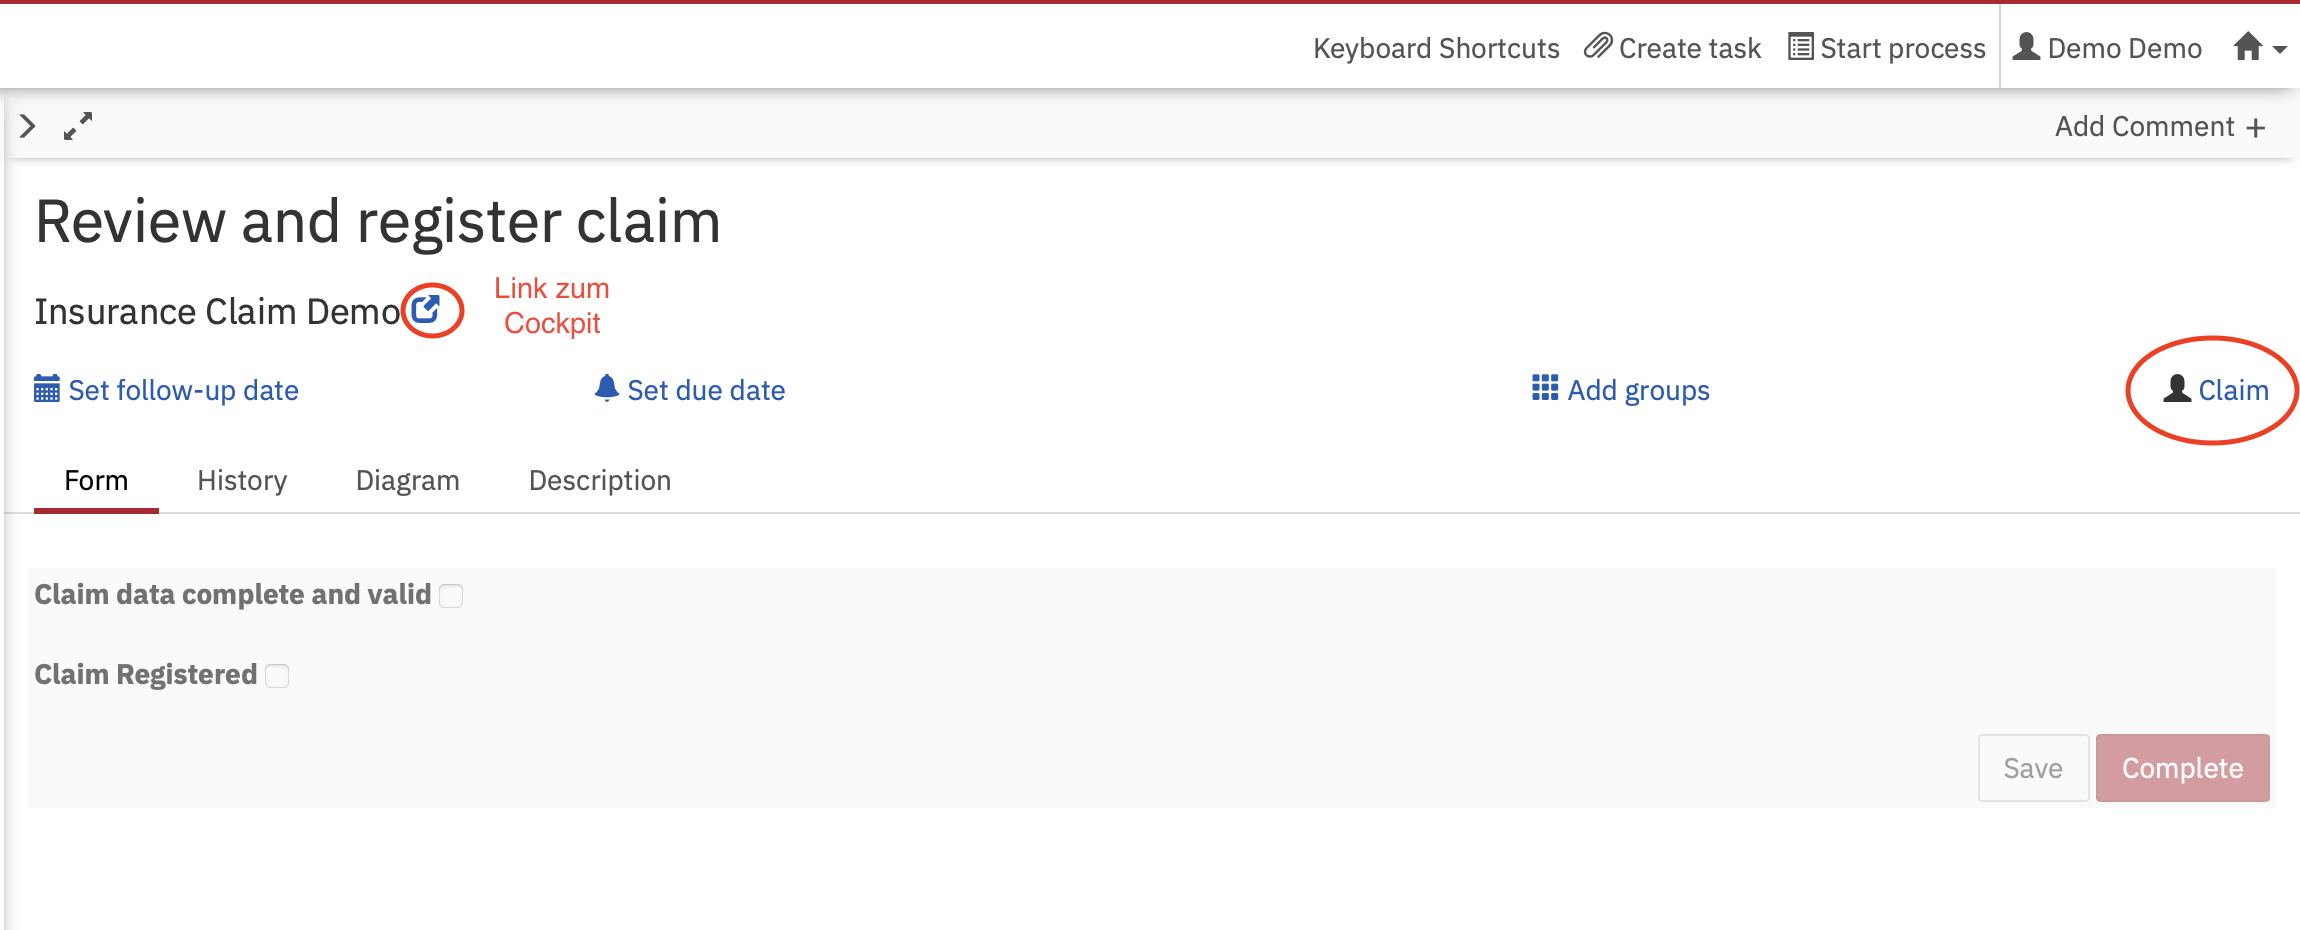 Keyboard Shortcuts Create task Start process Demo Demo
Add Comment +
Review and register claim
Insurance Claim Demo
Link zum
Cockpit
Set follow-up date Set due date Add groups Claim
Form History Diagram Description
Claim data complete and valid
Claim Registered
Save Complete